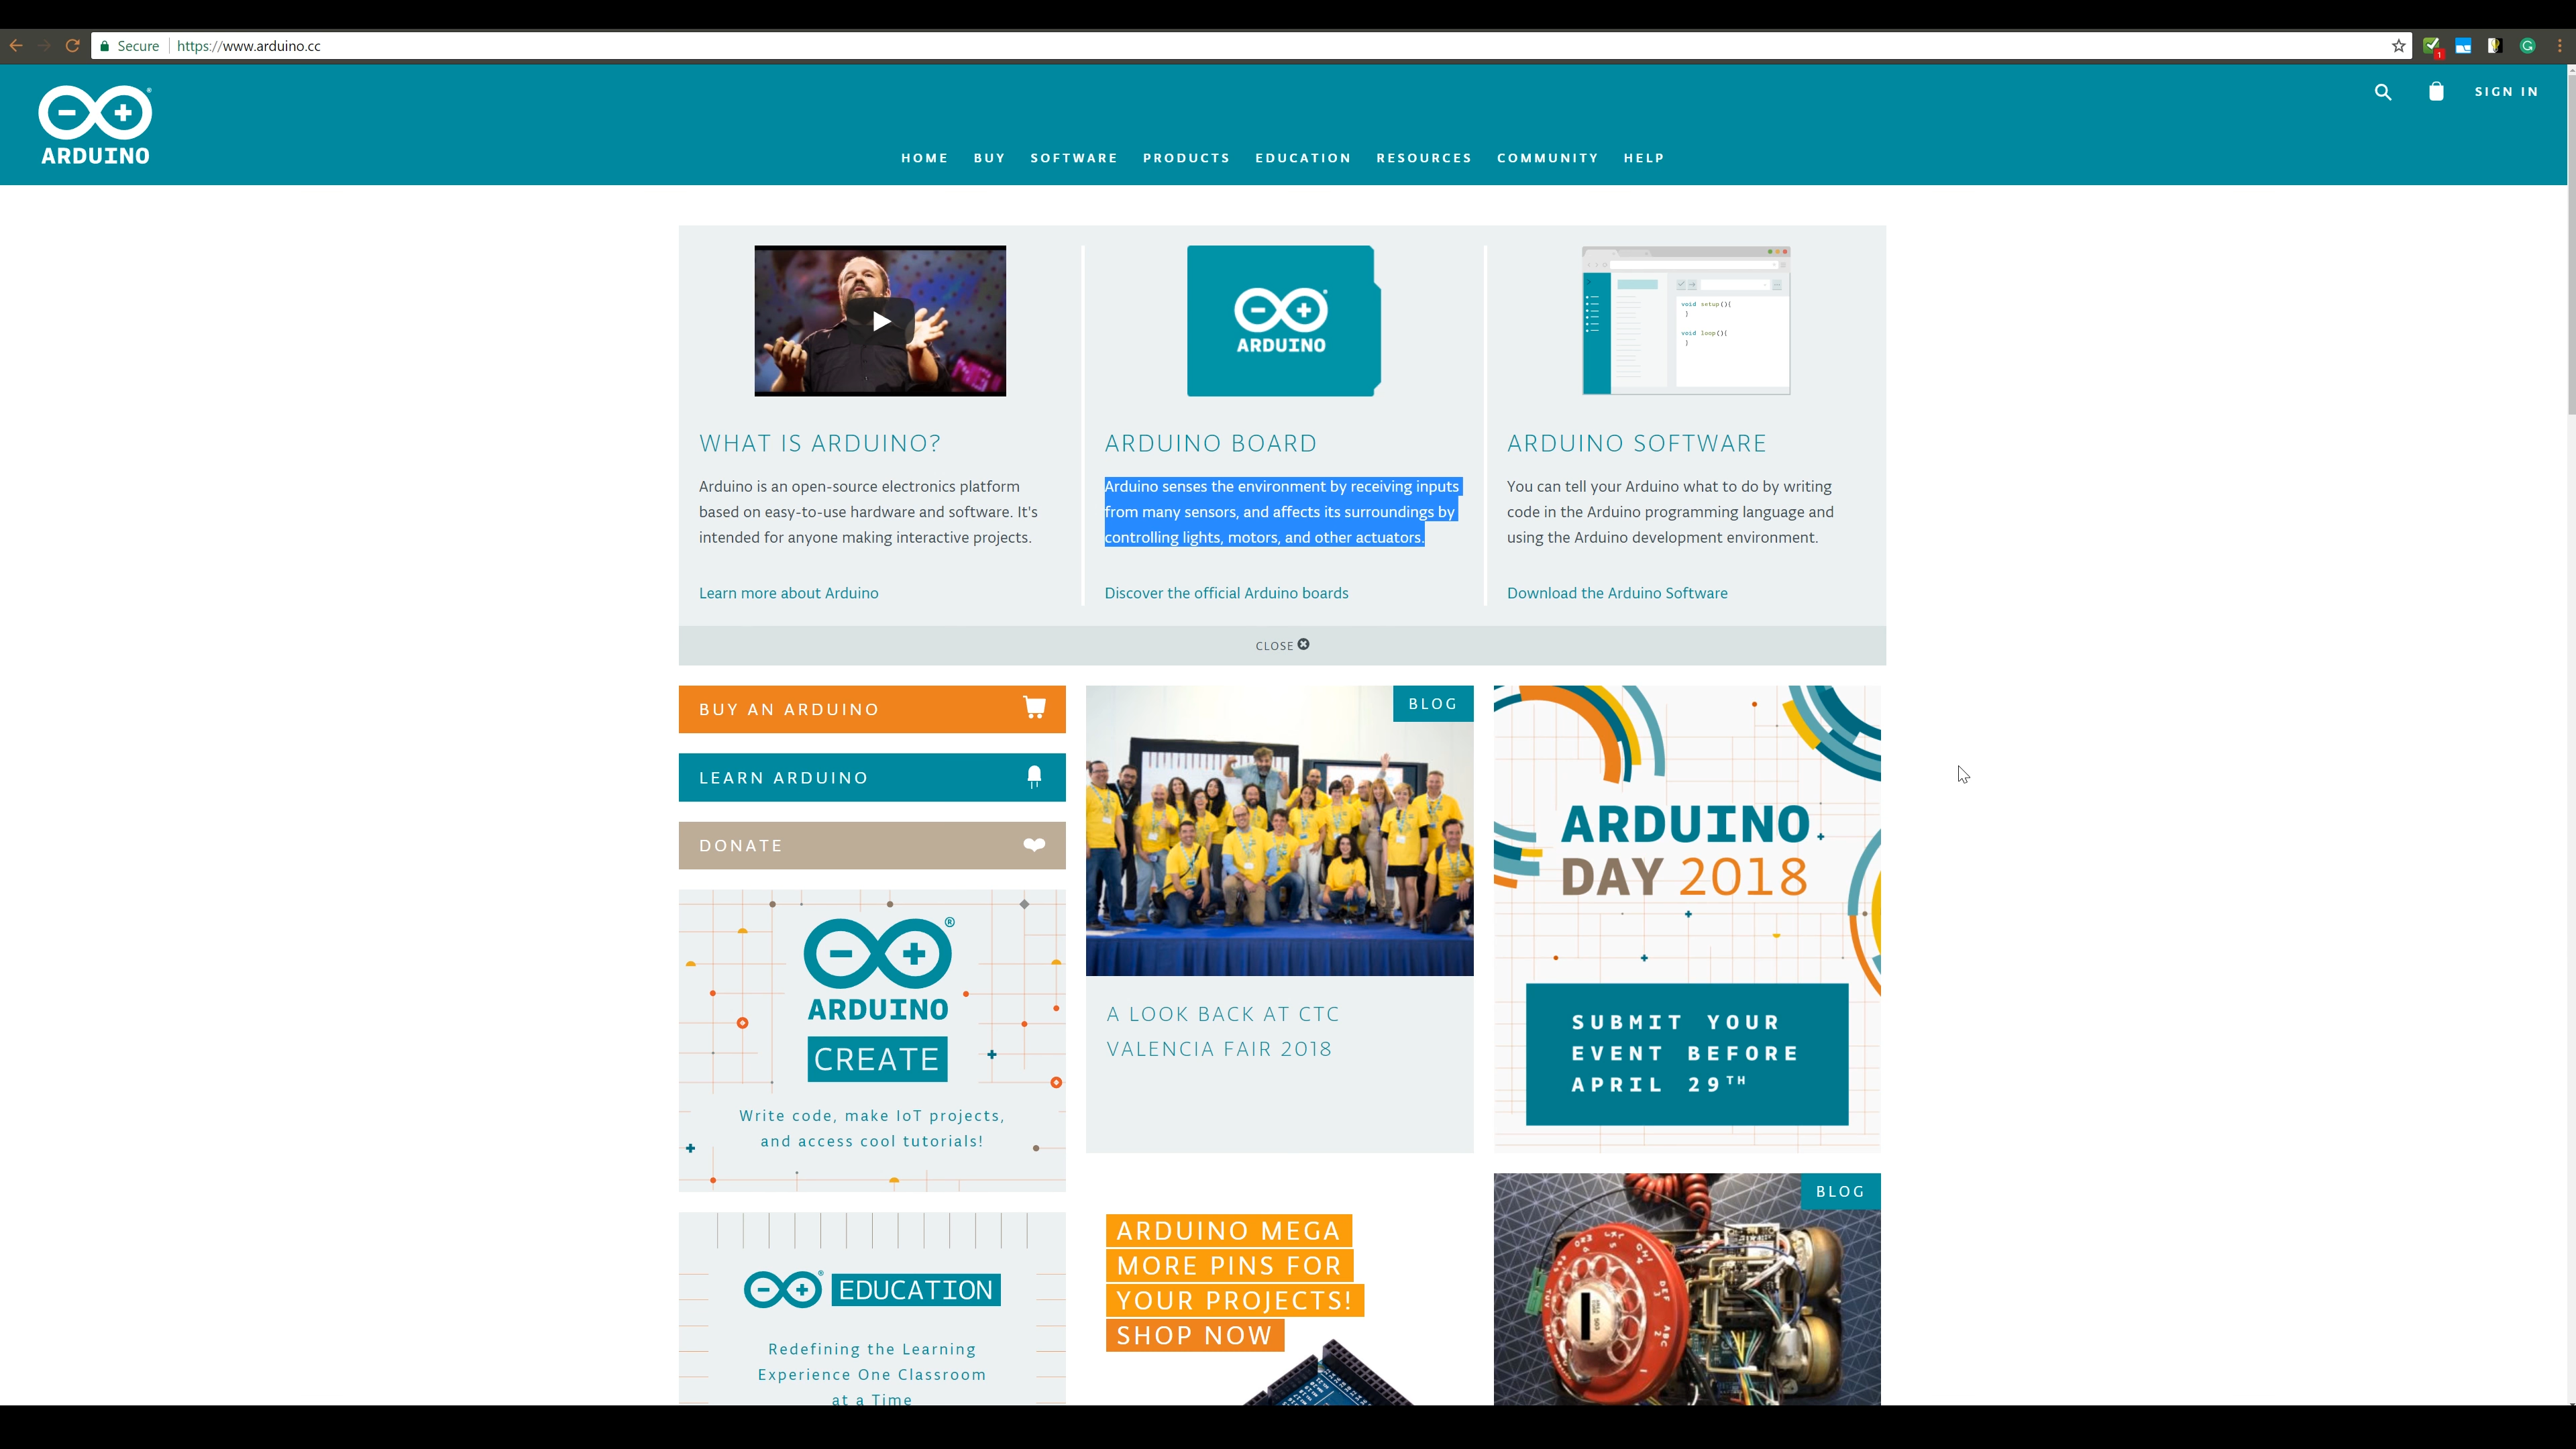 Secure https://www.arduino.cc
1
ARDUINO
SIGN IN
HOME BUY SOFTWARE PRODUCTS EDUCATION RESOURCES COMMUNITY HELP
ARDUINO
void setup(){
}
void loop(){
}
WHAT IS ARDUINO?
Arduino is an open-source electronics platform
based on easy-to-use hardware and software. It's
intended for anyone making interactive projects.
Learn more about Arduino
ARDUINO BOARD
Arduino senses the environment by receiving inputs
from many sensors, and affects its surroundings by
controlling lights, motors, and other actuators.
Discover the official Arduino boards
ARDUINO SOFTWARE
You can tell your Arduino what to do by writing
code in the Arduino programming language and
using the Arduino development environment.
Download the Arduino Software
CLOSE
BUY AN ARDUINO
LEARN ARDUINO
DONATE
ARDUINO
CREATE
Write code, make IoT projects,
and access cool tutorials!
EDUCATION
Redefining the Learning
Experience One Classroom
at a Time
BLOG
A LOOK BACK AT CTC
VALENCIA FAIR 2018
ARDUINO MEGA
MORE PINS FOR
YOUR PROJECTS!
SHOP NOW
ARDUINO
DAY 2018
SUBMIT YOUR
EVENT BEFORE
APRIL 29TH
BLOG